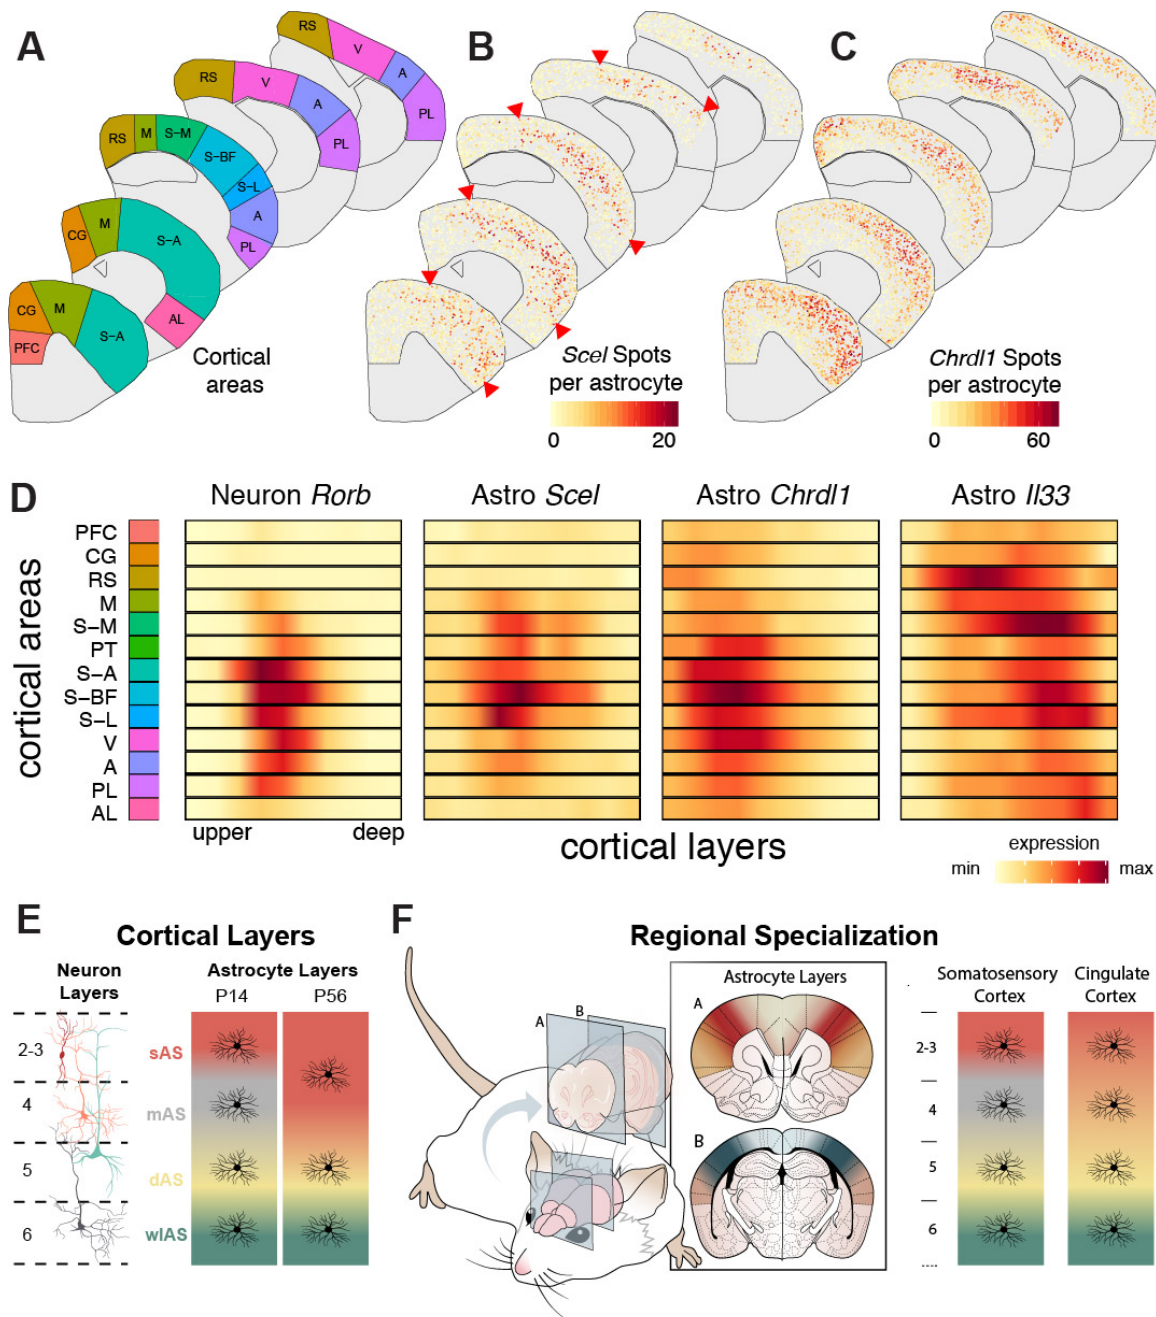 A
RS
V
A
PL
RS
V
A
PL
RS
M
S-M
S-BF
S-L
A
PL
CG
M
S-A
AL
CG
M
S-A
PFC
Cortical
areas
B
Scel Spots
per astrocyte
0 20
C
Chrdl1 Spots
per astrocyte
0 60
D
Neuron Rorb Astro Scel Astro Chrdl1 Astro Il33
cortical areas
PFC
CG
RS
M
S-M
PT
S-A
S-BF
S-L
V
A
PL
AL
upper deep
cortical layers
expression
min max
E
Cortical Layers
Neuron
Layers
Astrocyte Layers
P14 P56
2-3
4
5
6
sAS
mAS
dAS
wlAS
F
Regional Specialization
A
B
Astrocyte Layers
A
B
Somatosensory
Cortex
Cingulate
Cortex
2-3
4
5
6